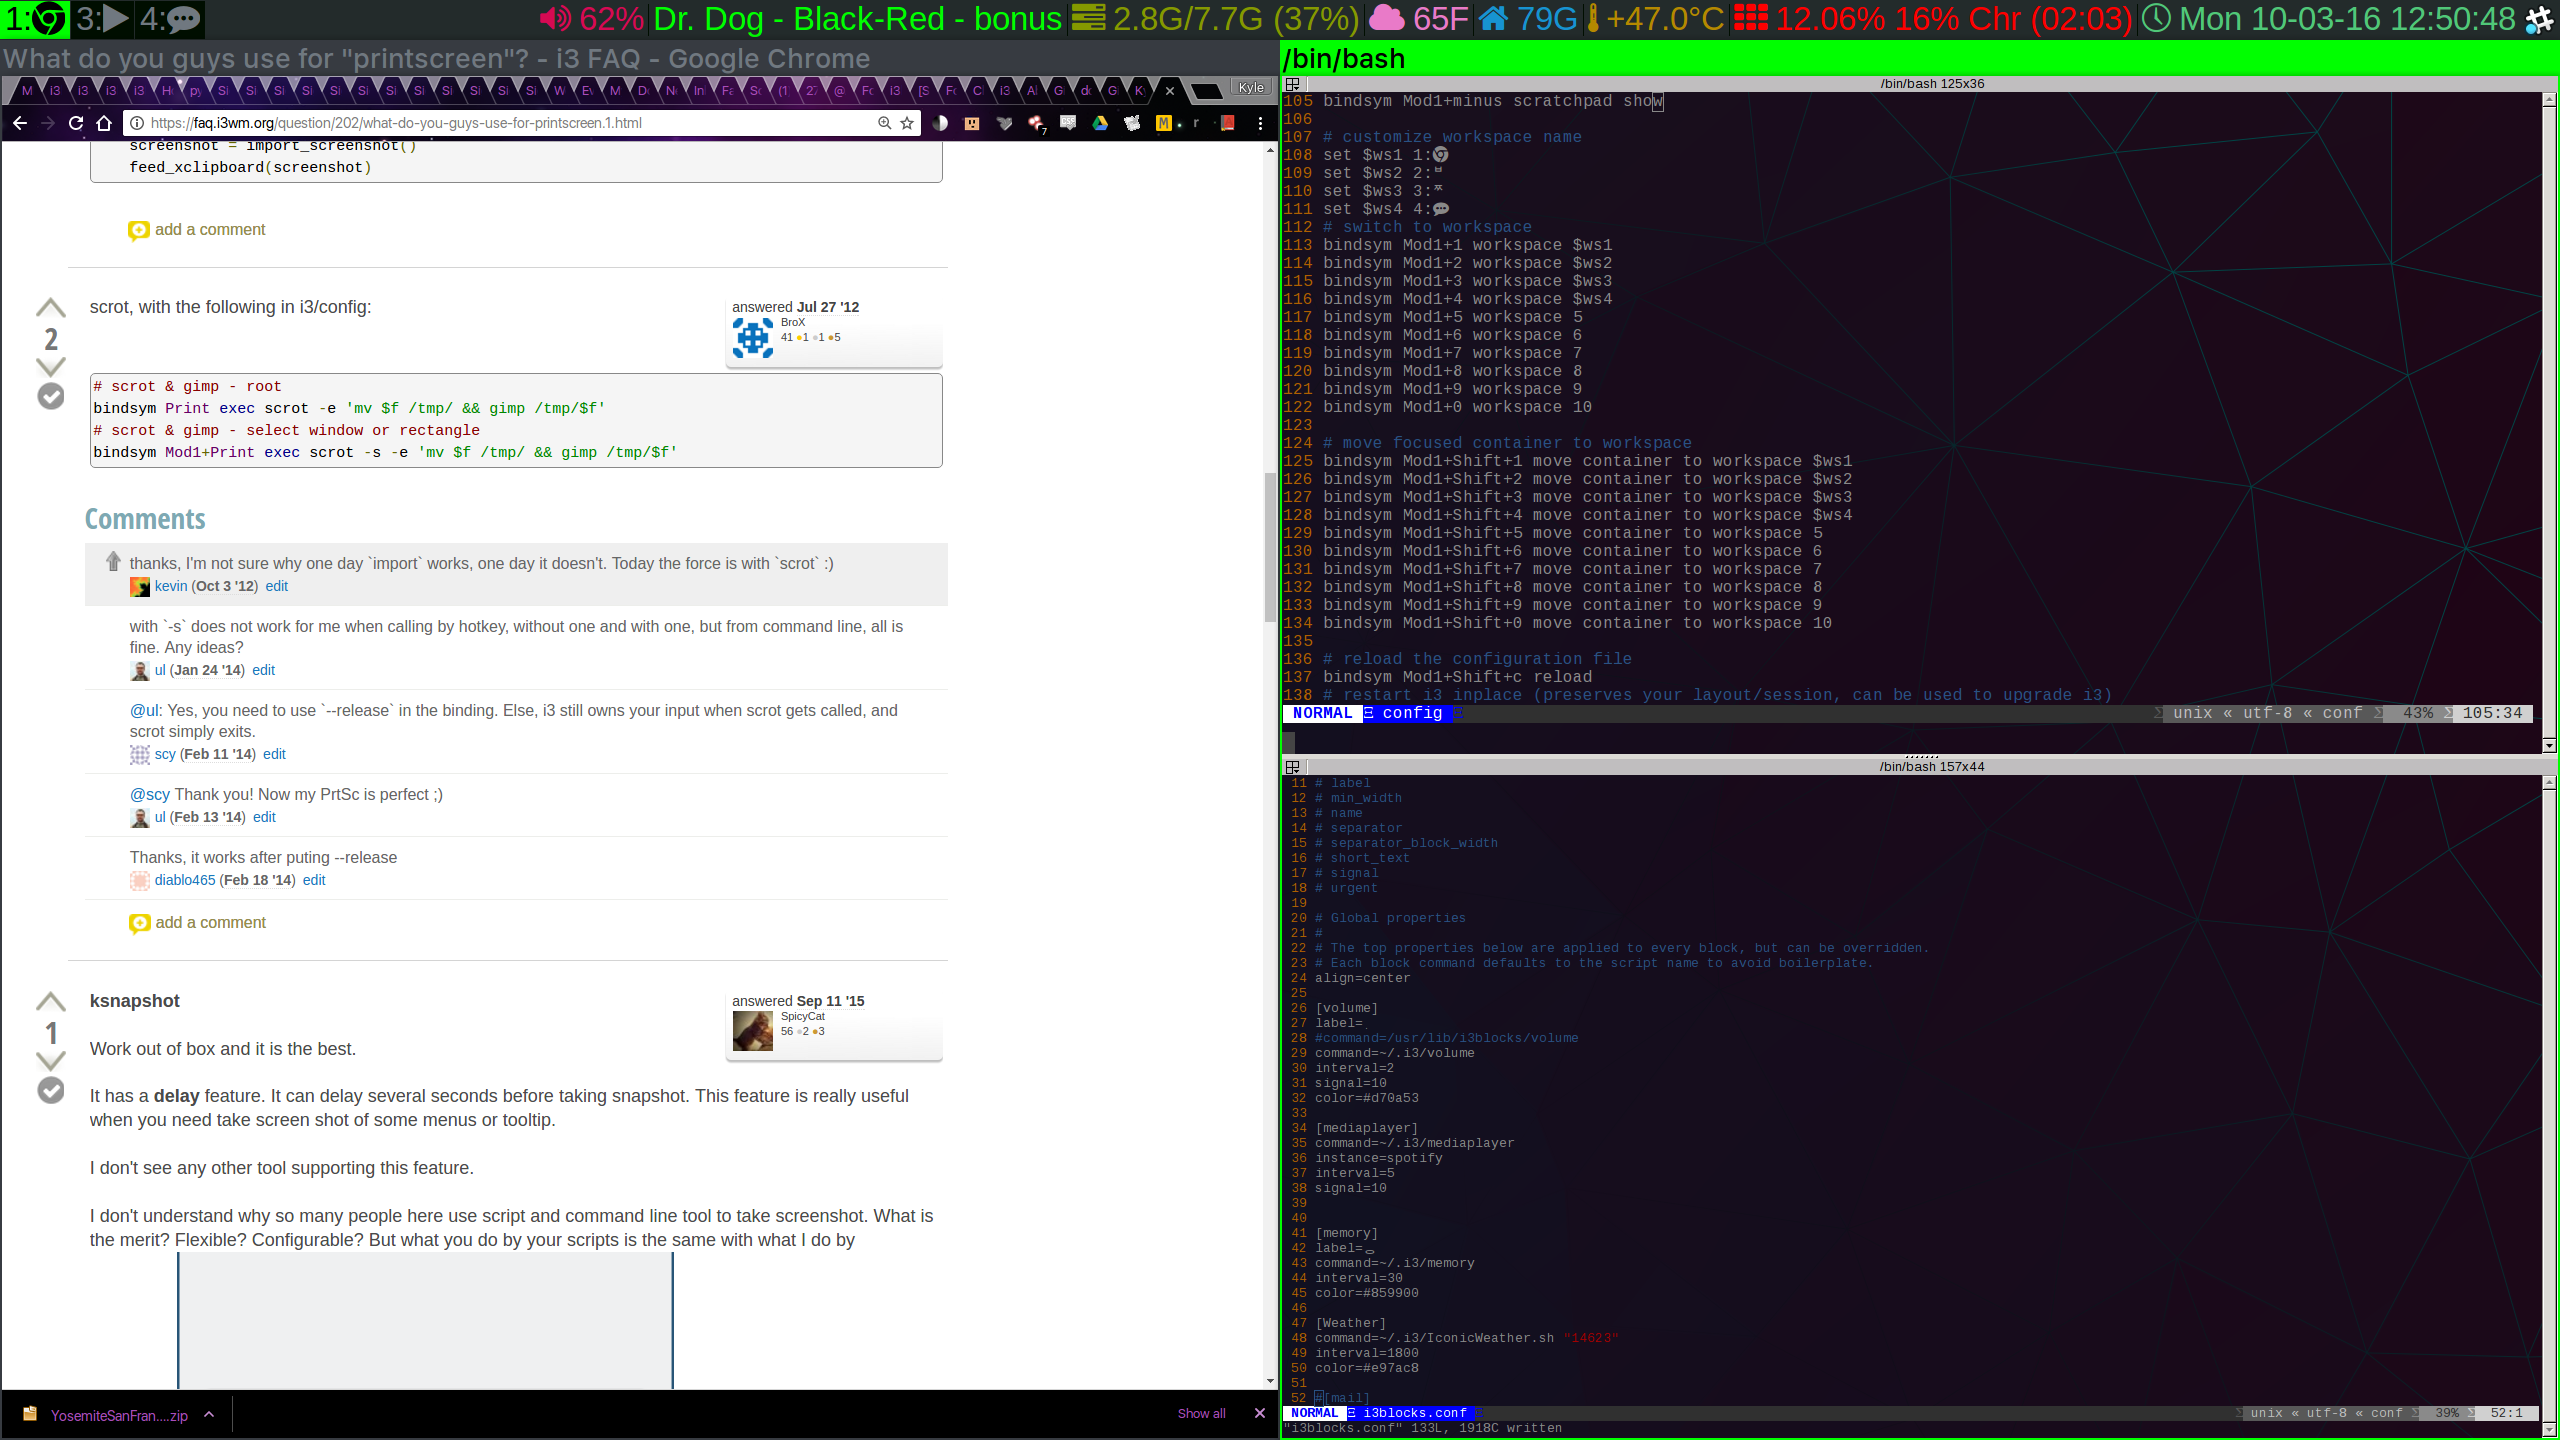 1:
3:
4:
62%
Dr. Dog - Black-Red - bonus
2.8G/7.7G (37%)
65F
79G
+47.0°C
12.06% 16% Chr (02:03)
Mon 10-03-16 12:50:48
What do you guys use for "printscreen"? - i3 FAQ - Google Chrome
Kyle
https://faq.i3wm.org/question/202/what-do-you-guys-use-for-printscreen.1.html
screenshot = import_screenshot()
feed_xclipboard(screenshot)
add a comment
2
scrot, with the following in i3/config:
answered Jul 27 '12
BroX
41 ●1 ●1 ●5
# scrot & gimp - root
bindsym Print exec scrot -e 'mv $f /tmp/ && gimp /tmp/$f'
# scrot & gimp - select window or rectangle
bindsym Mod1+Print exec scrot -s -e 'mv $f /tmp/ && gimp /tmp/$f'
Comments
thanks, I'm not sure why one day `import` works, one day it doesn't. Today the force is with `scrot` :)
kevin (Oct 3 '12) edit
with `-s` does not work for me when calling by hotkey, without one and with one, but from command line, all is
fine. Any ideas?
ul (Jan 24 '14) edit
@ul: Yes, you need to use `--release` in the binding. Else, i3 still owns your input when scrot gets called, and
scrot simply exits.
scy (Feb 11 '14) edit
@scy Thank you! Now my PrtSc is perfect ;)
ul (Feb 13 '14) edit
Thanks, it works after puting --release
diablo465 (Feb 18 '14) edit
add a comment
1
ksnapshot
answered Sep 11 '15
SpicyCat
56 ●2 ●3
Work out of box and it is the best.
It has a delay feature. It can delay several seconds before taking snapshot. This feature is really useful
when you need take screen shot of some menus or tooltip.
I don't see any other tool supporting this feature.
I don't understand why so many people here use script and command line tool to take screenshot. What is
the merit? Flexible? Configurable? But what you do by your scripts is the same with what I do by
YosemiteSanFran....zip
Show all
/bin/bash
/bin/bash 125x36
105 bindsym Mod1+minus scratchpad show
106
107 # customize workspace name
108 set $ws1 1:
109 set $ws2 2:
110 set $ws3 3:
111 set $ws4 4:
112 # switch to workspace
113 bindsym Mod1+1 workspace $ws1
114 bindsym Mod1+2 workspace $ws2
115 bindsym Mod1+3 workspace $ws3
116 bindsym Mod1+4 workspace $ws4
117 bindsym Mod1+5 workspace 5
118 bindsym Mod1+6 workspace 6
119 bindsym Mod1+7 workspace 7
120 bindsym Mod1+8 workspace 8
121 bindsym Mod1+9 workspace 9
122 bindsym Mod1+0 workspace 10
123
124 # move focused container to workspace
125 bindsym Mod1+Shift+1 move container to workspace $ws1
126 bindsym Mod1+Shift+2 move container to workspace $ws2
127 bindsym Mod1+Shift+3 move container to workspace $ws3
128 bindsym Mod1+Shift+4 move container to workspace $ws4
129 bindsym Mod1+Shift+5 move container to workspace 5
130 bindsym Mod1+Shift+6 move container to workspace 6
131 bindsym Mod1+Shift+7 move container to workspace 7
132 bindsym Mod1+Shift+8 move container to workspace 8
133 bindsym Mod1+Shift+9 move container to workspace 9
134 bindsym Mod1+Shift+0 move container to workspace 10
135
136 # reload the configuration file
137 bindsym Mod1+Shift+c reload
138 # restart i3 inplace (preserves your layout/session, can be used to upgrade i3)
NORMAL Ξ config unix « utf-8 « conf 43% Σ 105:34
/bin/bash 157x44
11 # label
12 # min_width
13 # name
14 # separator
15 # separator_block_width
16 # short_text
17 # signal
18 # urgent
19
20 # Global properties
21 #
22 # The top properties below are applied to every block, but can be overridden.
23 # Each block command defaults to the script name to avoid boilerplate.
24 align=center
25
26 [volume]
27 label=
28 #command=/usr/lib/i3blocks/volume
29 command=~/.i3/volume
30 interval=2
31 signal=10
32 color=#d70a53
33
34 [mediaplayer]
35 command=~/.i3/mediaplayer
36 instance=spotify
37 interval=5
38 signal=10
39
40
41 [memory]
42 label=
43 command=~/.i3/memory
44 interval=30
45 color=#859900
46
47 [Weather]
48 command=~/.i3/IconicWeather.sh "14623"
49 interval=1800
50 color=#e97ac8
51
52 #[mail]
NORMAL Ξ i3blocks.conf unix « utf-8 « conf 39% Σ 52:1
"i3blocks.conf" 133L, 1918C written